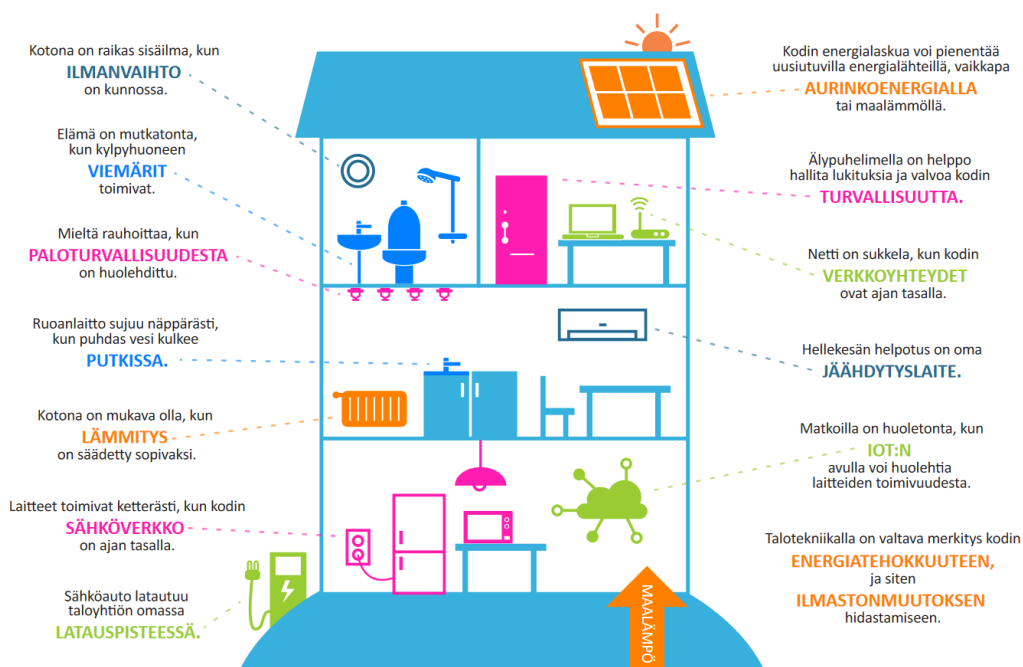 Kotona on raikas sisäilma, kun
ILMANVAIHTO
on kunnossa.
Elämä on mutkatonta,
kun kylpyhuoneen
VIEMÄRIT
toimivat.
Mieltä rauhoittaa, kun
PALOTURVALLISUUDESTA
on huolehdittu.
Ruoanlaitto sujuu näppärästi,
kun puhdas vesi kulkee
PUTKISSA.
Kotona on mukava olla, kun
LÄMMITYS
on säädetty sopivaksi.
Laitteet toimivat ketterästi, kun kodin
SÄHKÖVERKKO
on ajan tasalla.
Sähköauto latautuu
taloyhtiön omassa
LATAUSPISTEESSÄ.
Kodin energialaskua voi pienentää
uusiutuvilla energialähteillä, vaikkapa
AURINKOENERGIALLA
tai maalämmöllä.
Älypuhelimella on helppo
hallita lukituksia ja valvoa kodin
TURVALLISUUTTA.
Netti on sukkela, kun kodin
VERKKOYHTEYDET
ovat ajan tasalla.
Hellekesän helpotus on oma
JÄÄHDYTYSLAITE.
Matkoilla on huoletonta, kun
IOT:N
avulla voi huolehtia
laitteiden toimivuudesta.
Talotekniikalla on valtava merkitys kodin
ENERGIATEHOKKUUTEEN,
ja siten
ILMASTONMUUTOKSEN
hidastamiseen.
MAALÄMPÖ